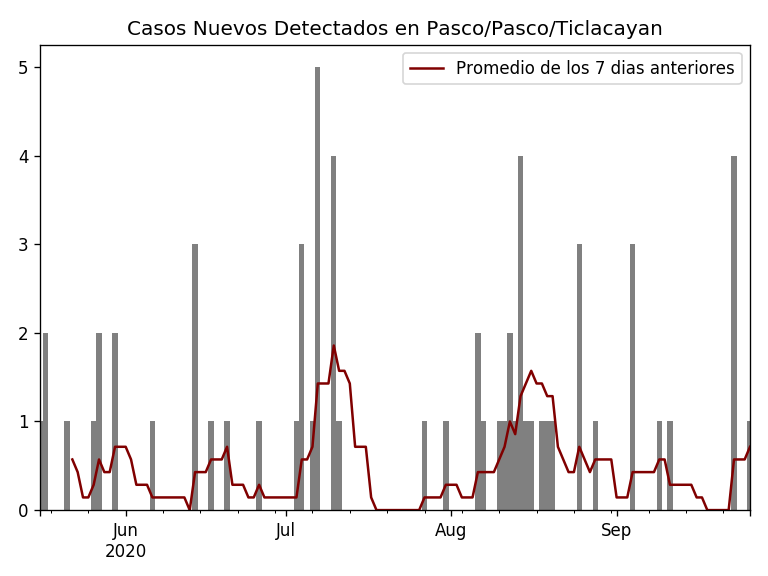 Casos Nuevos Detectados en Pasco/Pasco/Ticlacayan
Promedio de los 7 dias anteriores
5
4
3
2
1
0
Jun Jul Aug Sep
2020